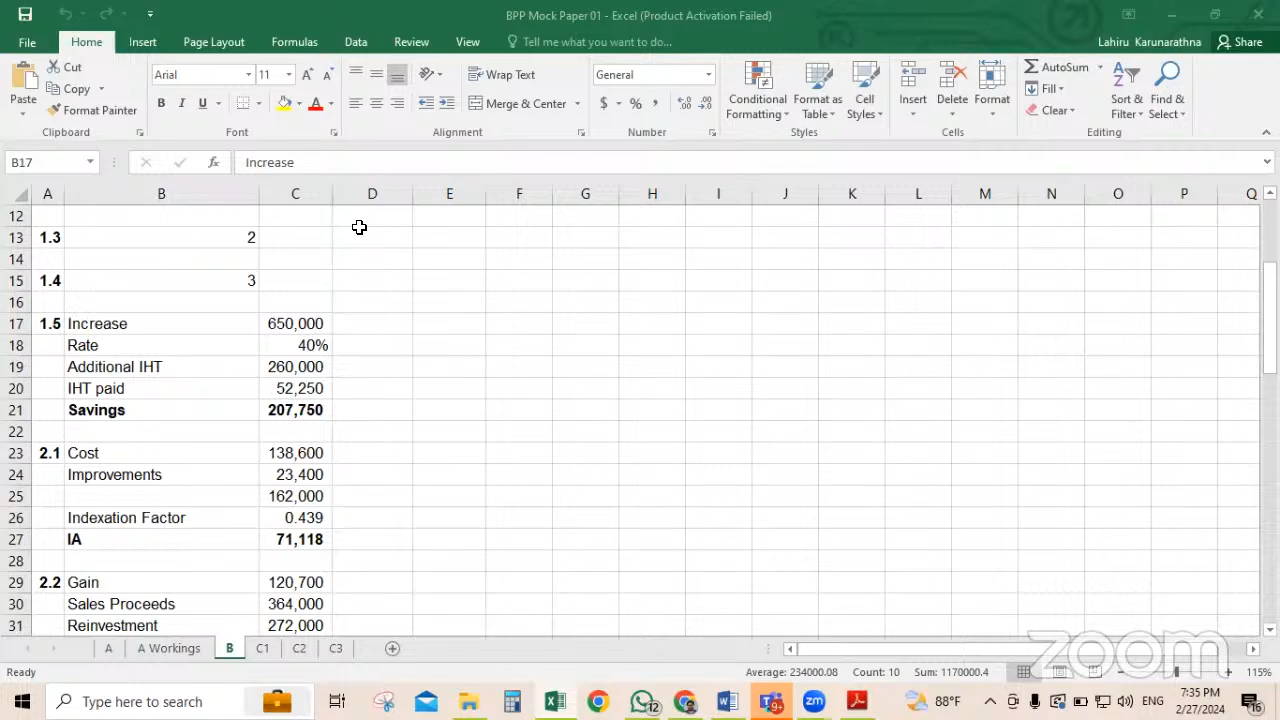 BPP Mock Paper 01 - Excel (Product Activation Failed)
File Home Insert Page Layout Formulas Data Review View Tell me what you want to do... Lahiru Karunarathna Share
Paste Cut Copy Format Painter Clipboard
Arial 11 B I U A A A Font
Wrap Text Merge & Center Alignment
General $ % , Number
Conditional Formatting Format as Table Cell Styles Styles
Insert Delete Format Cells
AutoSum Fill Clear Sort & Filter Find & Select Editing
B17 fx Increase
A B C D E F G H I J K L M N O P Q
12
13 1.3 2
14
15 1.4 3
16
17 1.5 Increase 650,000
18 Rate 40%
19 Additional IHT 260,000
20 IHT paid 52,250
21 Savings 207,750
22
23 2.1 Cost 138,600
24 Improvements 23,400
25 162,000
26 Indexation Factor 0.439
27 IA 71,118
28
29 2.2 Gain 120,700
30 Sales Proceeds 364,000
31 Reinvestment 272,000
A A Workings B C1 C2 C3
zoom
Ready Average: 234000.08 Count: 10 Sum: 1170000.4 115%
Type here to search 12 9+ zm 88°F ENG 7:35 PM 2/27/2024 16